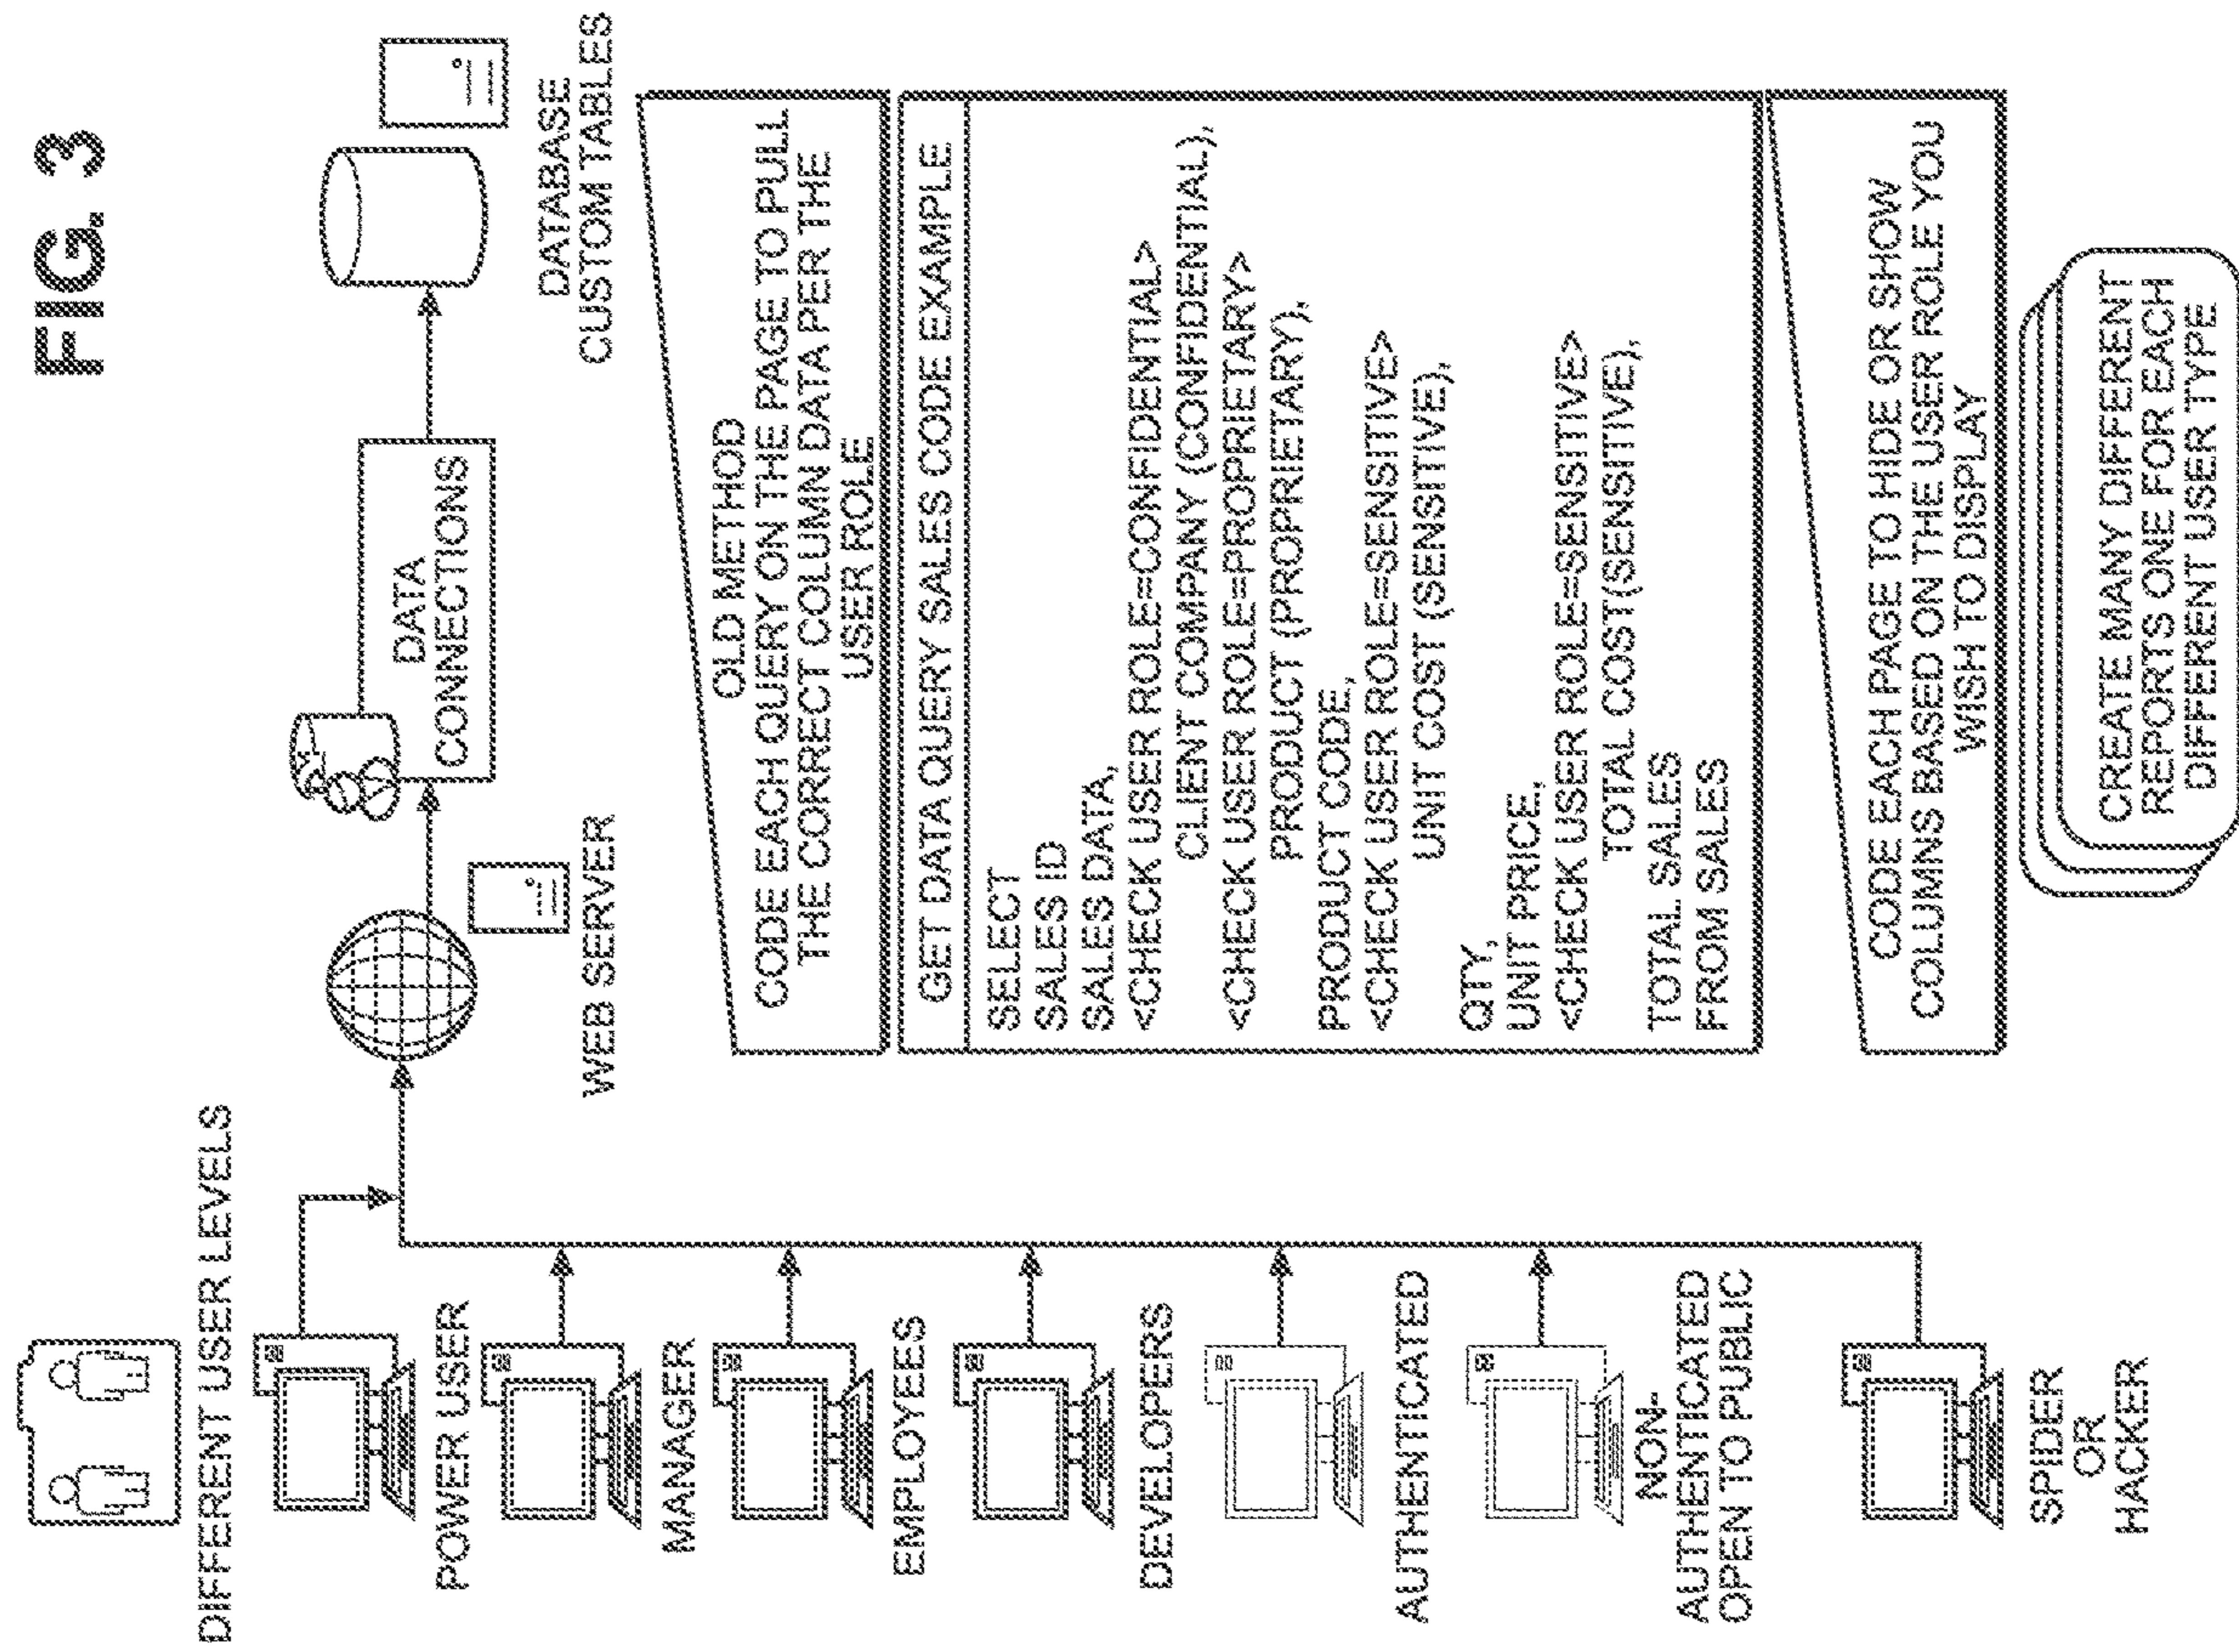 FIG. 3
DIFFERENT USER LEVELS
POWER USER
MANAGER
EMPLOYEES
DEVELOPERS
AUTHENTICATED
NON-
AUTHENTICATED
OPEN TO PUBLIC
SPIDER
OR
HACKER
WEB SERVER
DATA
CONNECTIONS
DATABASE
CUSTOM TABLES
OLD METHOD
CODE EACH QUERY ON THE PAGE TO PULL
THE CORRECT COLUMN DATA PER THE
USER ROLE
GET DATA QUERY SALES CODE EXAMPLE
SELECT
SALES ID
SALES DATA,
<CHECK USER ROLE=CONFIDENTIAL>
CLIENT COMPANY (CONFIDENTIAL),
<CHECK USER ROLE=PROPRIETARY>
PRODUCT (PROPRIETARY),
PRODUCT CODE,
<CHECK USER ROLE=SENSITIVE>
UNIT COST (SENSITIVE),
QTY,
UNIT PRICE,
<CHECK USER ROLE=SENSITIVE>
TOTAL COST(SENSITIVE),
TOTAL SALES
FROM SALES
CODE EACH PAGE TO HIDE OR SHOW
COLUMNS BASED ON THE USER ROLE YOU
WISH TO DISPLAY
CREATE MANY DIFFERENT
REPORTS ONE FOR EACH
DIFFERENT USER TYPE